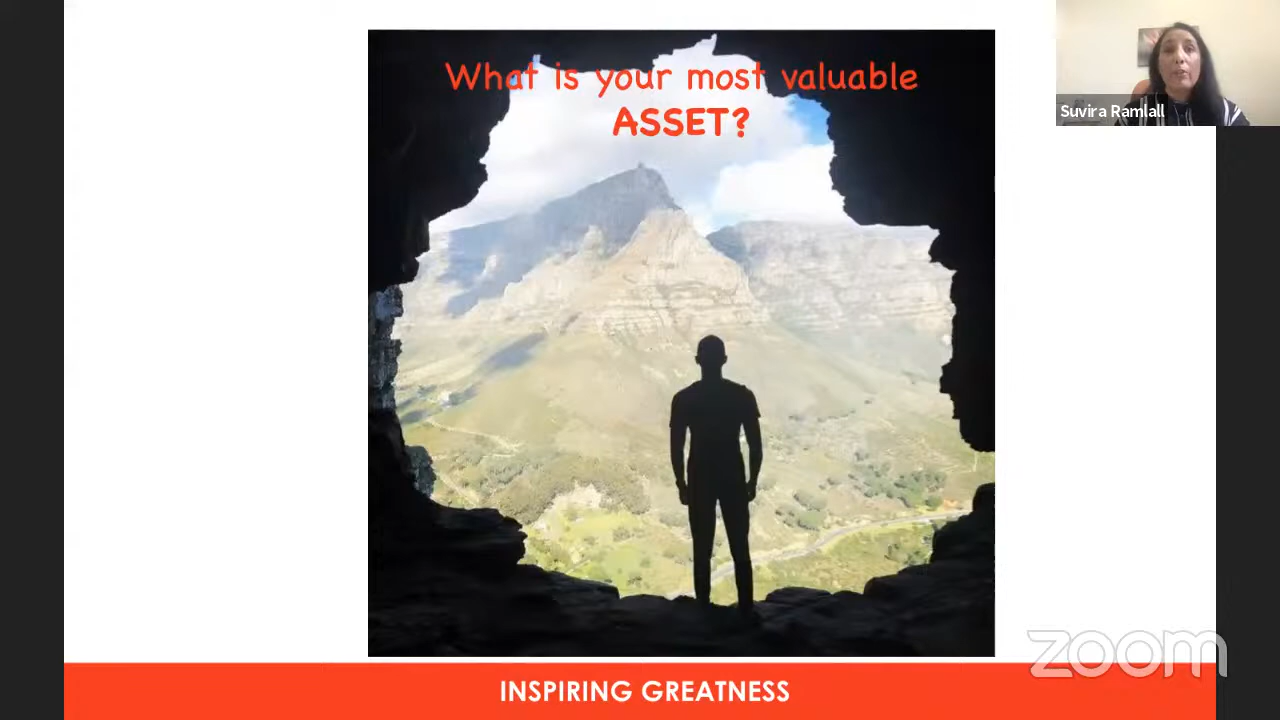 What is your most valuable
ASSET?
Suvira Ramlall
zoom
INSPIRING GREATNESS